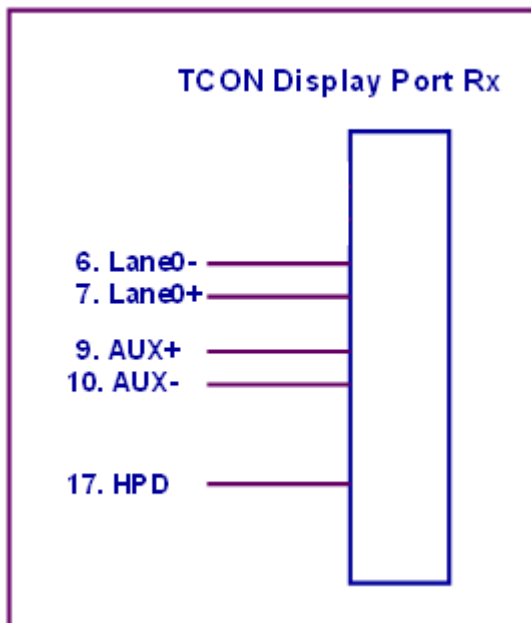 TCON Display Port Rx
6. Lane0-
7. Lane0+
9. AUX+
10. AUX-
17. HPD